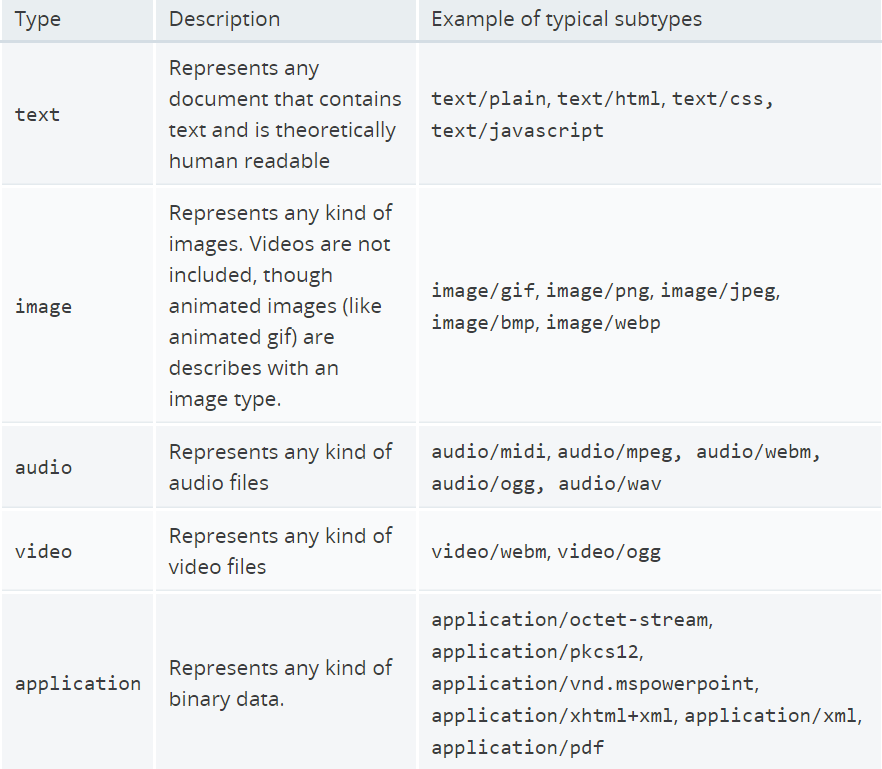 Type Description Example of typical subtypes
text
Represents any
document that contains
text and is theoretically
human readable
text/plain, text/html, text/css,
text/javascript
image
Represents any kind of
images. Videos are not
included, though
animated images (like
animated gif) are
describes with an
image type.
image/gif, image/png, image/jpeg,
image/bmp, image/webp
audio
Represents any kind of
audio files
audio/midi, audio/mpeg, audio/webm,
audio/ogg, audio/wav
video
Represents any kind of
video files
video/webm, video/ogg
application
Represents any kind of
binary data.
application/octet-stream,
application/pkcs12,
application/vnd.mspowerpoint,
application/xhtml+xml, application/xml,
application/pdf